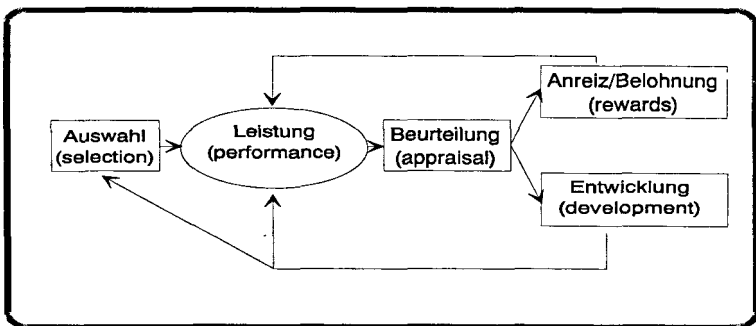 Auswahl
(selection)
Leistung
(performance)
Beurteilung
(appraisal)
Anreiz/Belohnung
(rewards)
Entwicklung
(development)